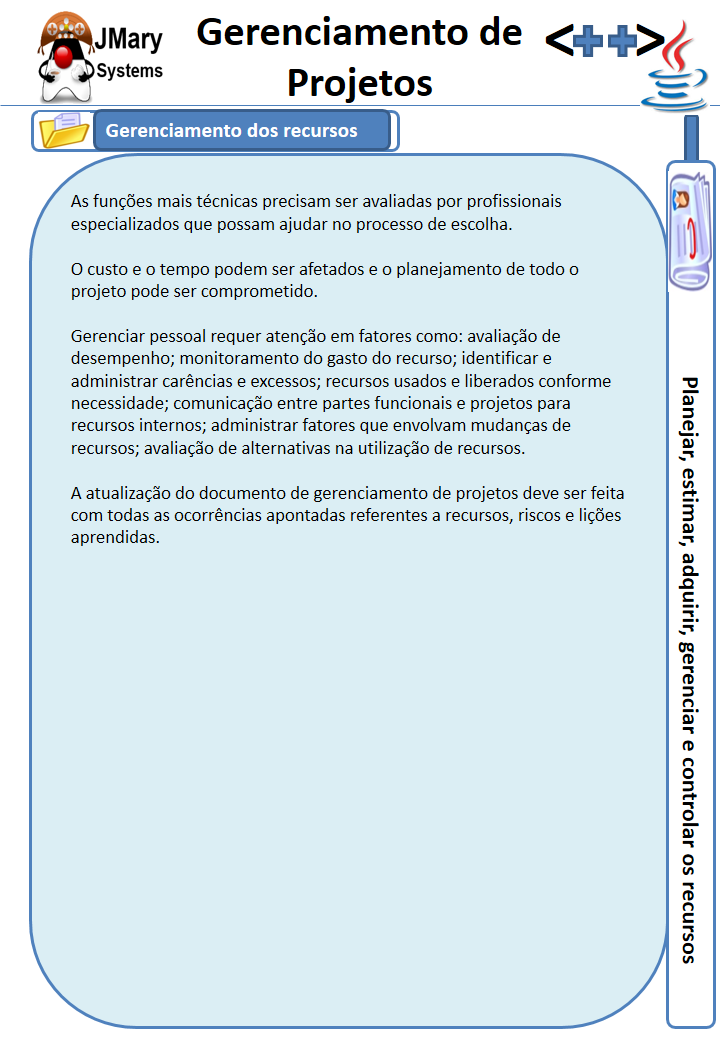 JMary
Systems
Gerenciamento de
Projetos
<++>
Gerenciamento dos recursos
As funções mais técnicas precisam ser avaliadas por profissionais
especializados que possam ajudar no processo de escolha.
O custo e o tempo podem ser afetados e o planejamento de todo o
projeto pode ser comprometido.
Gerenciar pessoal requer atenção em fatores como: avaliação de
desempenho; monitoramento do gasto do recurso; identificar e
administrar carências e excessos; recursos usados e liberados conforme
necessidade; comunicação entre partes funcionais e projetos para
recursos internos; administrar fatores que envolvam mudanças de
recursos; avaliação de alternativas na utilização de recursos.
A atualização do documento de gerenciamento de projetos deve ser feita
com todas as ocorrências apontadas referentes a recursos, riscos e lições
aprendidas.
Planejar, estimar, adquirir, gerenciar e controlar os recursos